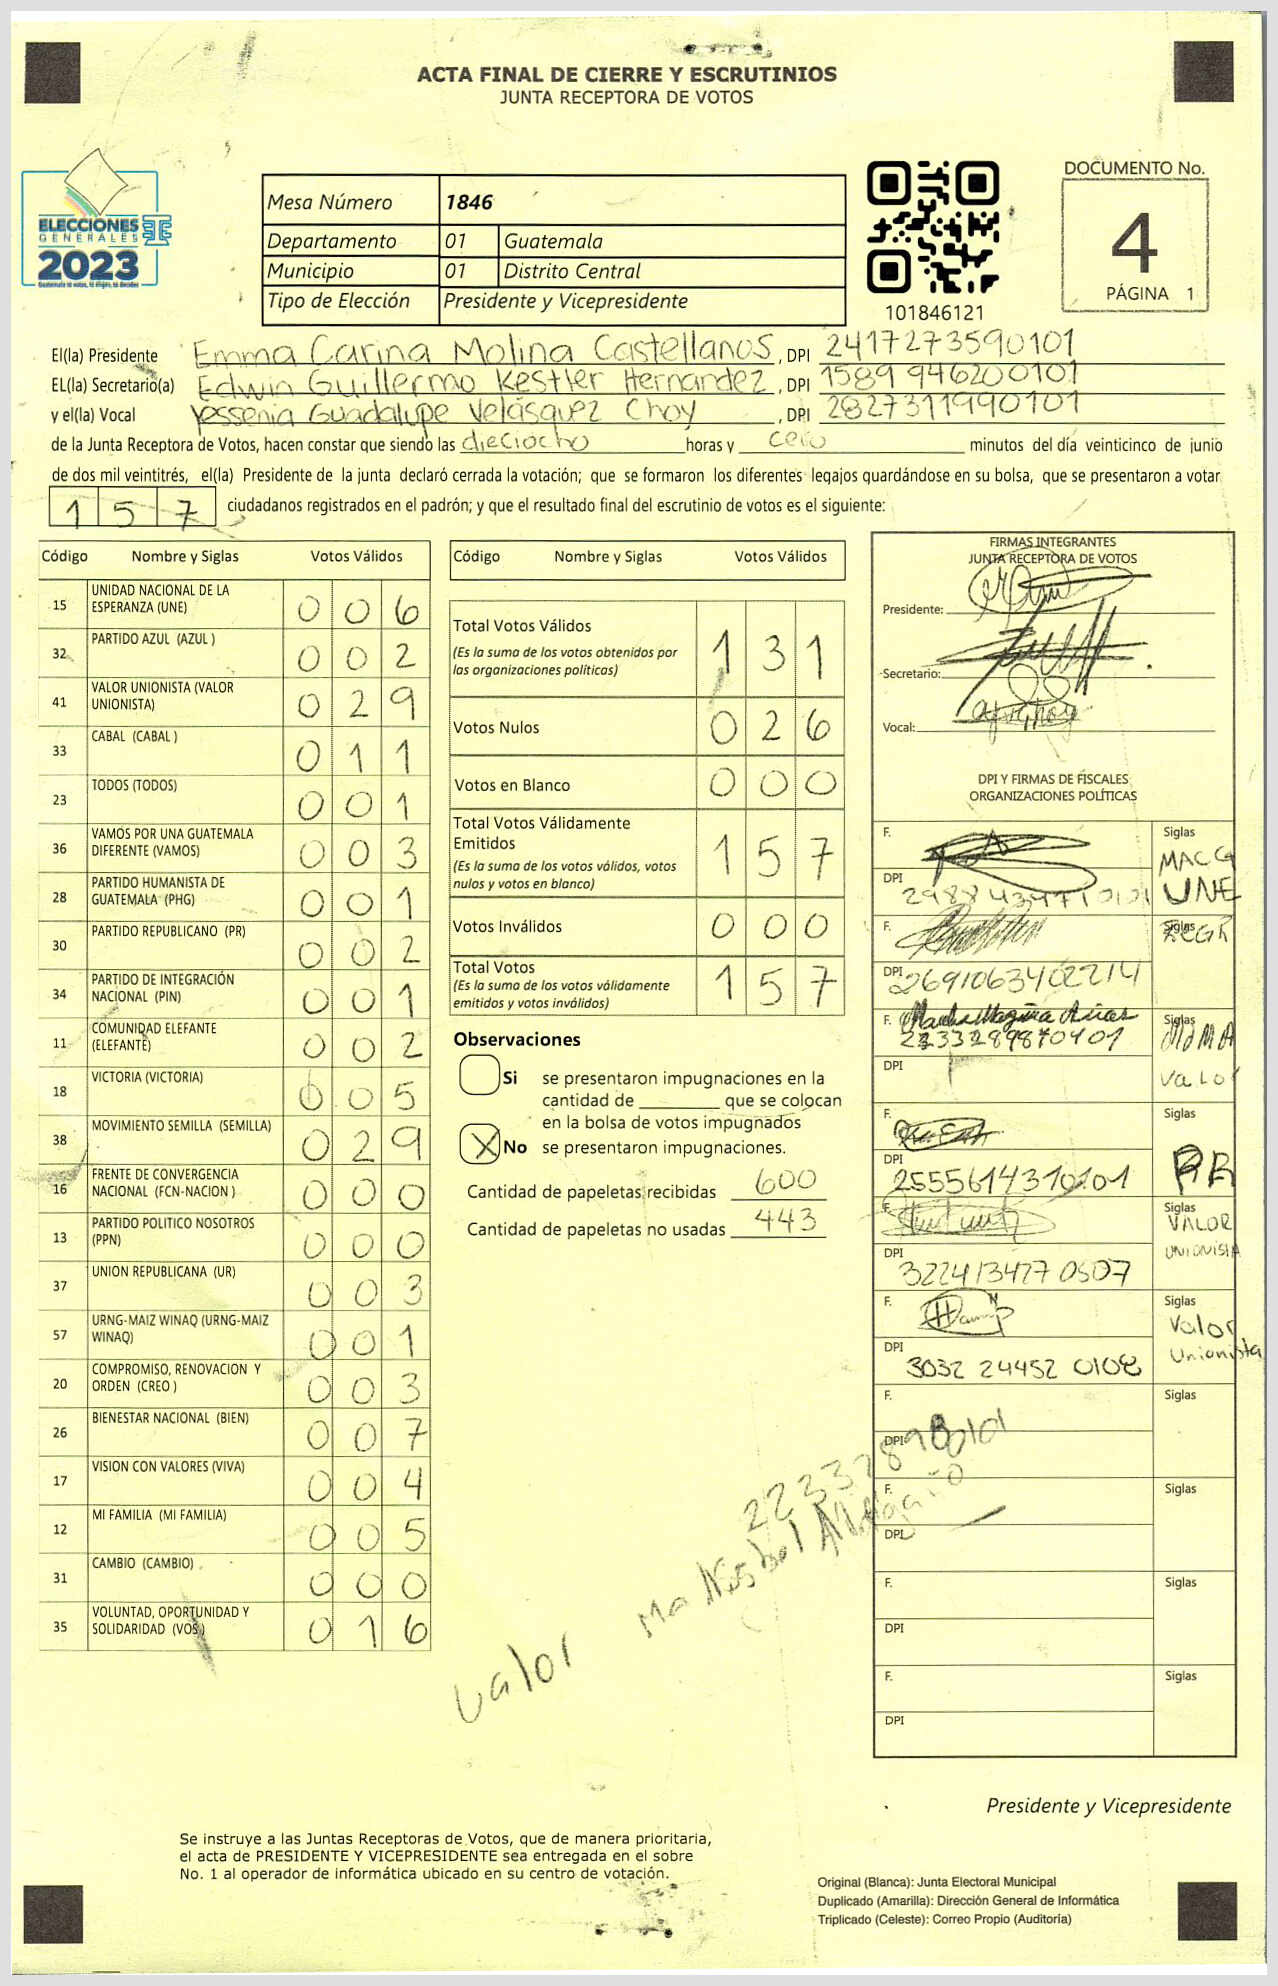 ACTA FINAL DE CIERRE Y ESCRUTINIOS
JUNTA RECEPTORA DE VOTOS
ELECCIONES
GENERALES
2023
Mesa Número 1846
Departamento 01 Guatemala
Municipio 01 Distrito Central
Tipo de Elección Presidente y Vicepresidente
101846121
DOCUMENTO No.
4
PÁGINA 1
El(la) Presidente Emma Carina Molina Castellanos, DPI 2417273590101
EL(la) Secretario(a) Edwin Guillermo Kestler Hernandez, DPI 1589 946200101
y el(la) Vocal Yessenia Guadalupe Velásquez Choy, DPI 2827311990101
de la Junta Receptora de Votos, hacen constar que siendo las dieciocho horas y cero minutos del día veinticinco de junio
de dos mil veintitrés, el(la) Presidente de la junta declaró cerrada la votación; que se formaron los diferentes legajos guardándose en su bolsa, que se presentaron a votar
1 5 7 ciudadanos registrados en el padrón; y que el resultado final del escrutinio de votos es el siguiente:
Código Nombre y Siglas Votos Válidos
15 UNIDAD NACIONAL DE LA
ESPERANZA (UNE) 0 0 6
32 PARTIDO AZUL (AZUL ) 0 0 2
41 VALOR UNIONISTA (VALOR
UNIONISTA) 0 2 9
33 CABAL (CABAL ) 0 1 1
23 TODOS (TODOS) 0 0 1
36 VAMOS POR UNA GUATEMALA
DIFERENTE (VAMOS) 0 0 3
28 PARTIDO HUMANISTA DE
GUATEMALA (PHG) 0 0 1
30 PARTIDO REPUBLICANO (PR) 0 0 2
34 PARTIDO DE INTEGRACIÓN
NACIONAL (PIN) 0 0 1
11 COMUNIDAD ELEFANTE
(ELEFANTE) 0 0 2
18 VICTORIA (VICTORIA) 0 0 5
38 MOVIMIENTO SEMILLA (SEMILLA) 0 2 9
16 FRENTE DE CONVERGENCIA
NACIONAL (FCN-NACION ) 0 0 0
13 PARTIDO POLITICO NOSOTROS
(PPN) 0 0 0
37 UNION REPUBLICANA (UR) 0 0 3
57 URNG-MAIZ WINAQ (URNG-MAIZ
WINAQ) 0 0 1
20 COMPROMISO, RENOVACION Y
ORDEN (CREO ) 0 0 3
26 BIENESTAR NACIONAL (BIEN) 0 0 7
17 VISION CON VALORES (VIVA) 0 0 4
12 MI FAMILIA (MI FAMILIA) 0 0 5
31 CAMBIO (CAMBIO) 0 0 0
35 VOLUNTAD, OPORTUNIDAD Y
SOLIDARIDAD (VOS) 0 1 6
Código Nombre y Siglas Votos Válidos
Total Votos Válidos 1 3 1
(Es la suma de los votos obtenidos por
las organizaciones políticas)
Votos Nulos 0 2 6
Votos en Blanco 0 0 0
Total Votos Válidamente
Emitidos 1 5 7
(Es la suma de los votos válidos, votos
nulos y votos en blanco)
Votos Inválidos 0 0 0
Total Votos 1 5 7
(Es la suma de los votos válidamente
emitidos y votos inválidos)
Observaciones
Si se presentaron impugnaciones en la
cantidad de que se colocan
en la bolsa de votos impugnados
X No se presentaron impugnaciones.
Cantidad de papeletas recibidas 600
Cantidad de papeletas no usadas 443
FIRMAS INTEGRANTES
JUNTA RECEPTORA DE VOTOS
Presidente:
Secretario:
Vocal:
DPI Y FIRMAS DE FISCALES
ORGANIZACIONES POLÍTICAS
F. Siglas
MACG
DPI UNE
F. Siglas
DPI 2691063402214
F. Siglas
DPI
Valor
F. Siglas
DPI
2555614310101
F. Siglas
VALOR
UNIONISTA
DPI
3224134270507
F. Siglas
Valor
Unionista
DPI
3032 24452 0108
F. Siglas
DPI
F. Siglas
DPI
F. Siglas
DPI
F. Siglas
DPI
valor
Presidente y Vicepresidente
Se instruye a las Juntas Receptoras de Votos, que de manera prioritaria,
el acta de PRESIDENTE Y VICEPRESIDENTE sea entregada en el sobre
No. 1 al operador de informática ubicado en su centro de votación.
Original (Blanca): Junta Electoral Municipal
Duplicado (Amarilla): Dirección General de Informática
Triplicado (Celeste): Correo Propio (Auditoría)